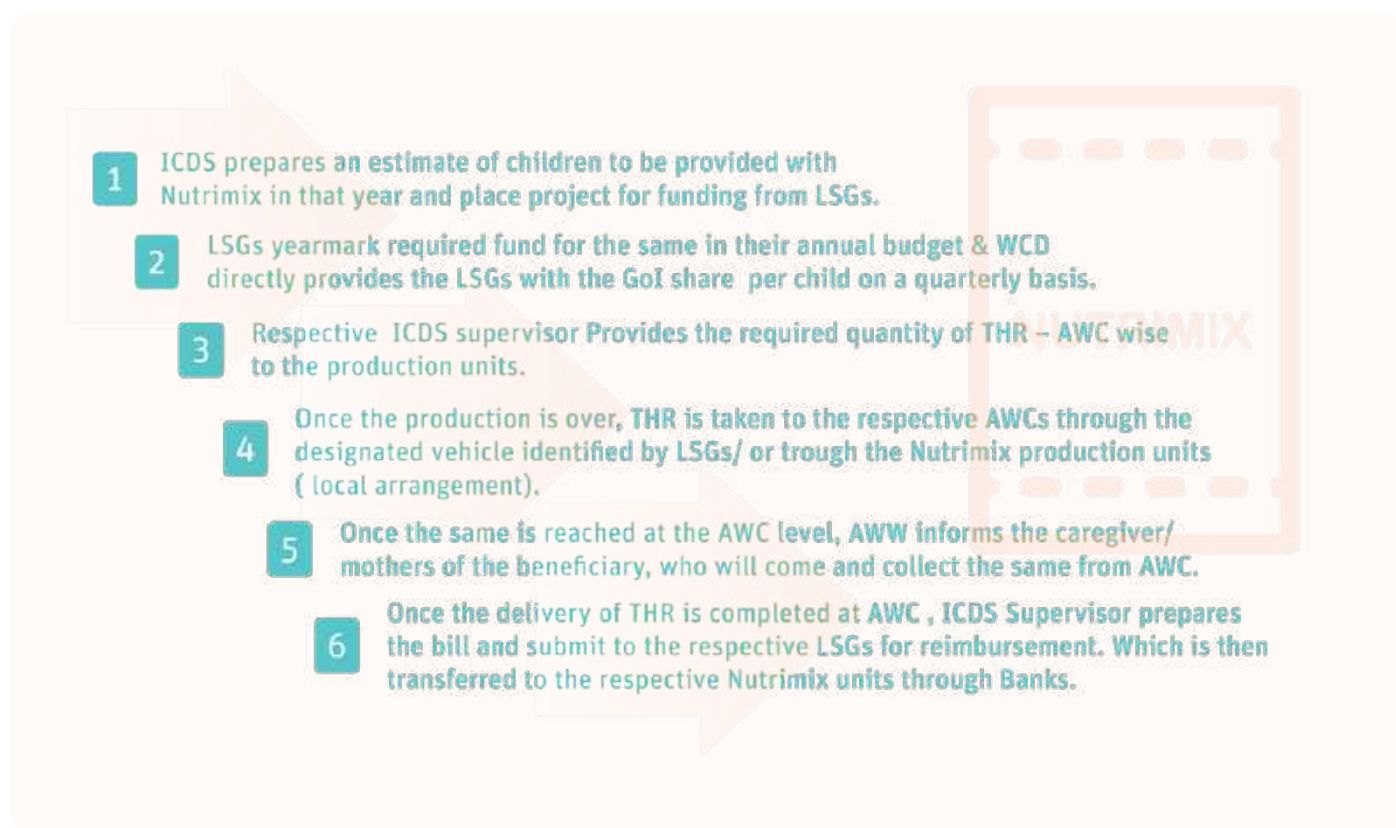 1
ICDS prepares an estimate of children to be provided with
Nutrimix in that year and place project for funding from LSGs.
2
LSGs yearmark required fund for the same in their annual budget & WCD
directly provides the LSGs with the GoI share per child on a quarterly basis.
3
Respective ICDS supervisor Provides the required quantity of THR – AWC wise
to the production units.
NUTRIMIX
4
Once the production is over, THR is taken to the respective AWCs through the
designated vehicle identified by LSGs/ or trough the Nutrimix production units
( local arrangement).
5
Once the same is reached at the AWC level, AWW informs the caregiver/
mothers of the beneficiary, who will come and collect the same from AWC.
6
Once the delivery of THR is completed at AWC , ICDS Supervisor prepares
the bill and submit to the respective LSGs for reimbursement. Which is then
transferred to the respective Nutrimix units through Banks.